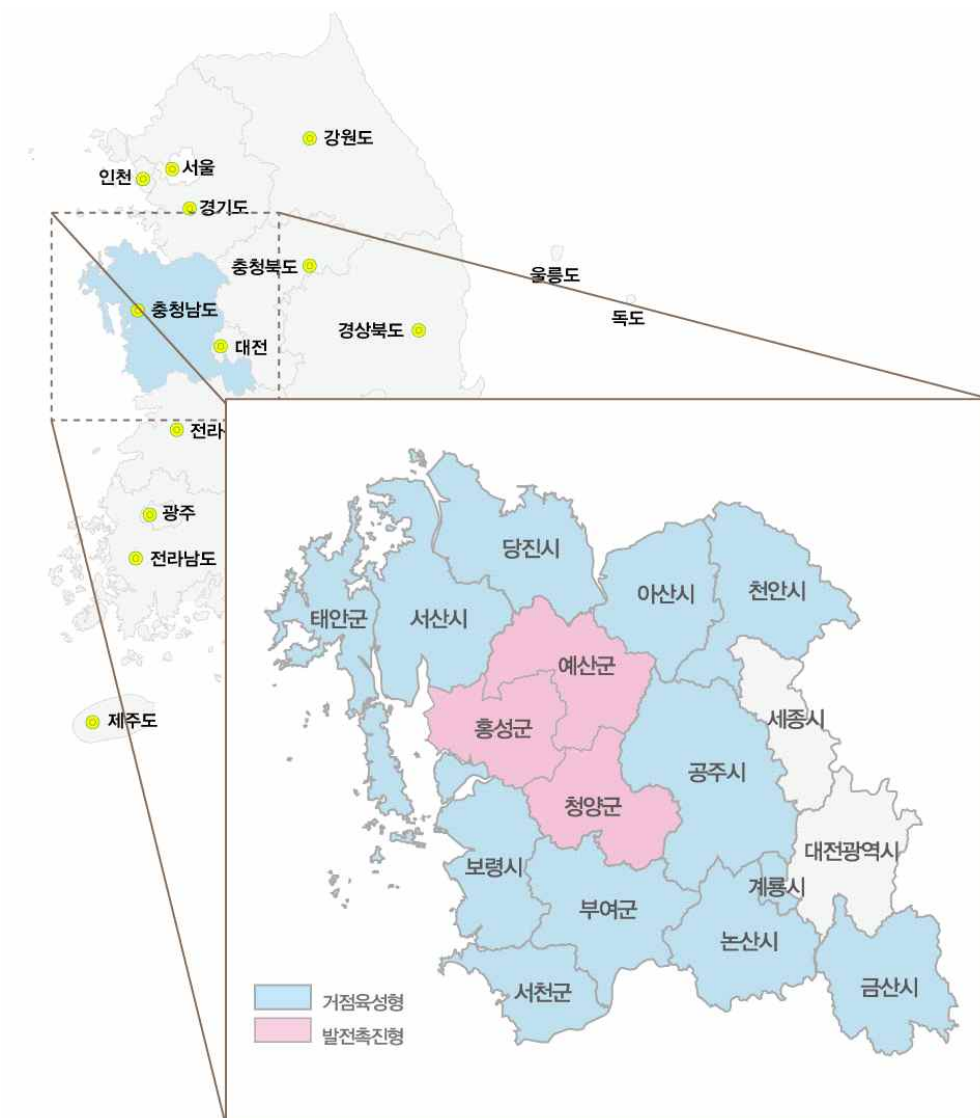 강원도
서울
인천
경기도
충청북도
울릉도
충청남도
독도
경상북도
대전
전라
광주
전라남도
제주도
당진시
아산시
천안시
태안군
서산시
예산군
홍성군
세종시
공주시
청양군
대전광역시
보령시
계룡시
부여군
논산시
서천군
금산시
거점육성형
발전촉진형